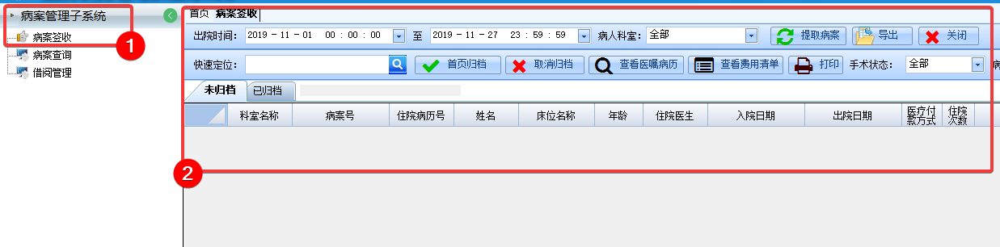 病案管理子系统
病案签收
病案查询
借阅管理
1
首页 病案签收
出院时间： 2019 - 11 - 01 00 : 00 : 00 至 2019 - 11 - 27 23 : 59 : 59 病人科室： 全部 提取病案 导出 关闭
快速定位： 首页归档 取消归档 查看医嘱病历 查看费用清单 打印 手术状态： 全部
未归档 已归档
科室名称 病案号 住院病历号 姓名 床位名称 年龄 住院医生 入院日期 出院日期 医疗付款方式 住院次数
2